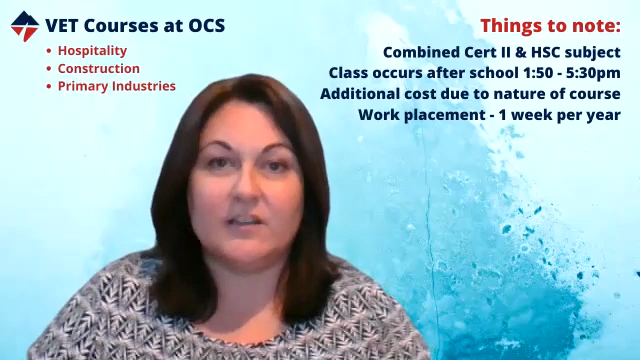 VET Courses at OCS
• Hospitality
• Construction
• Primary Industries
Things to note:
Combined Cert II & HSC subject
Class occurs after school 1:50 - 5:30pm
Additional cost due to nature of course
Work placement - 1 week per year